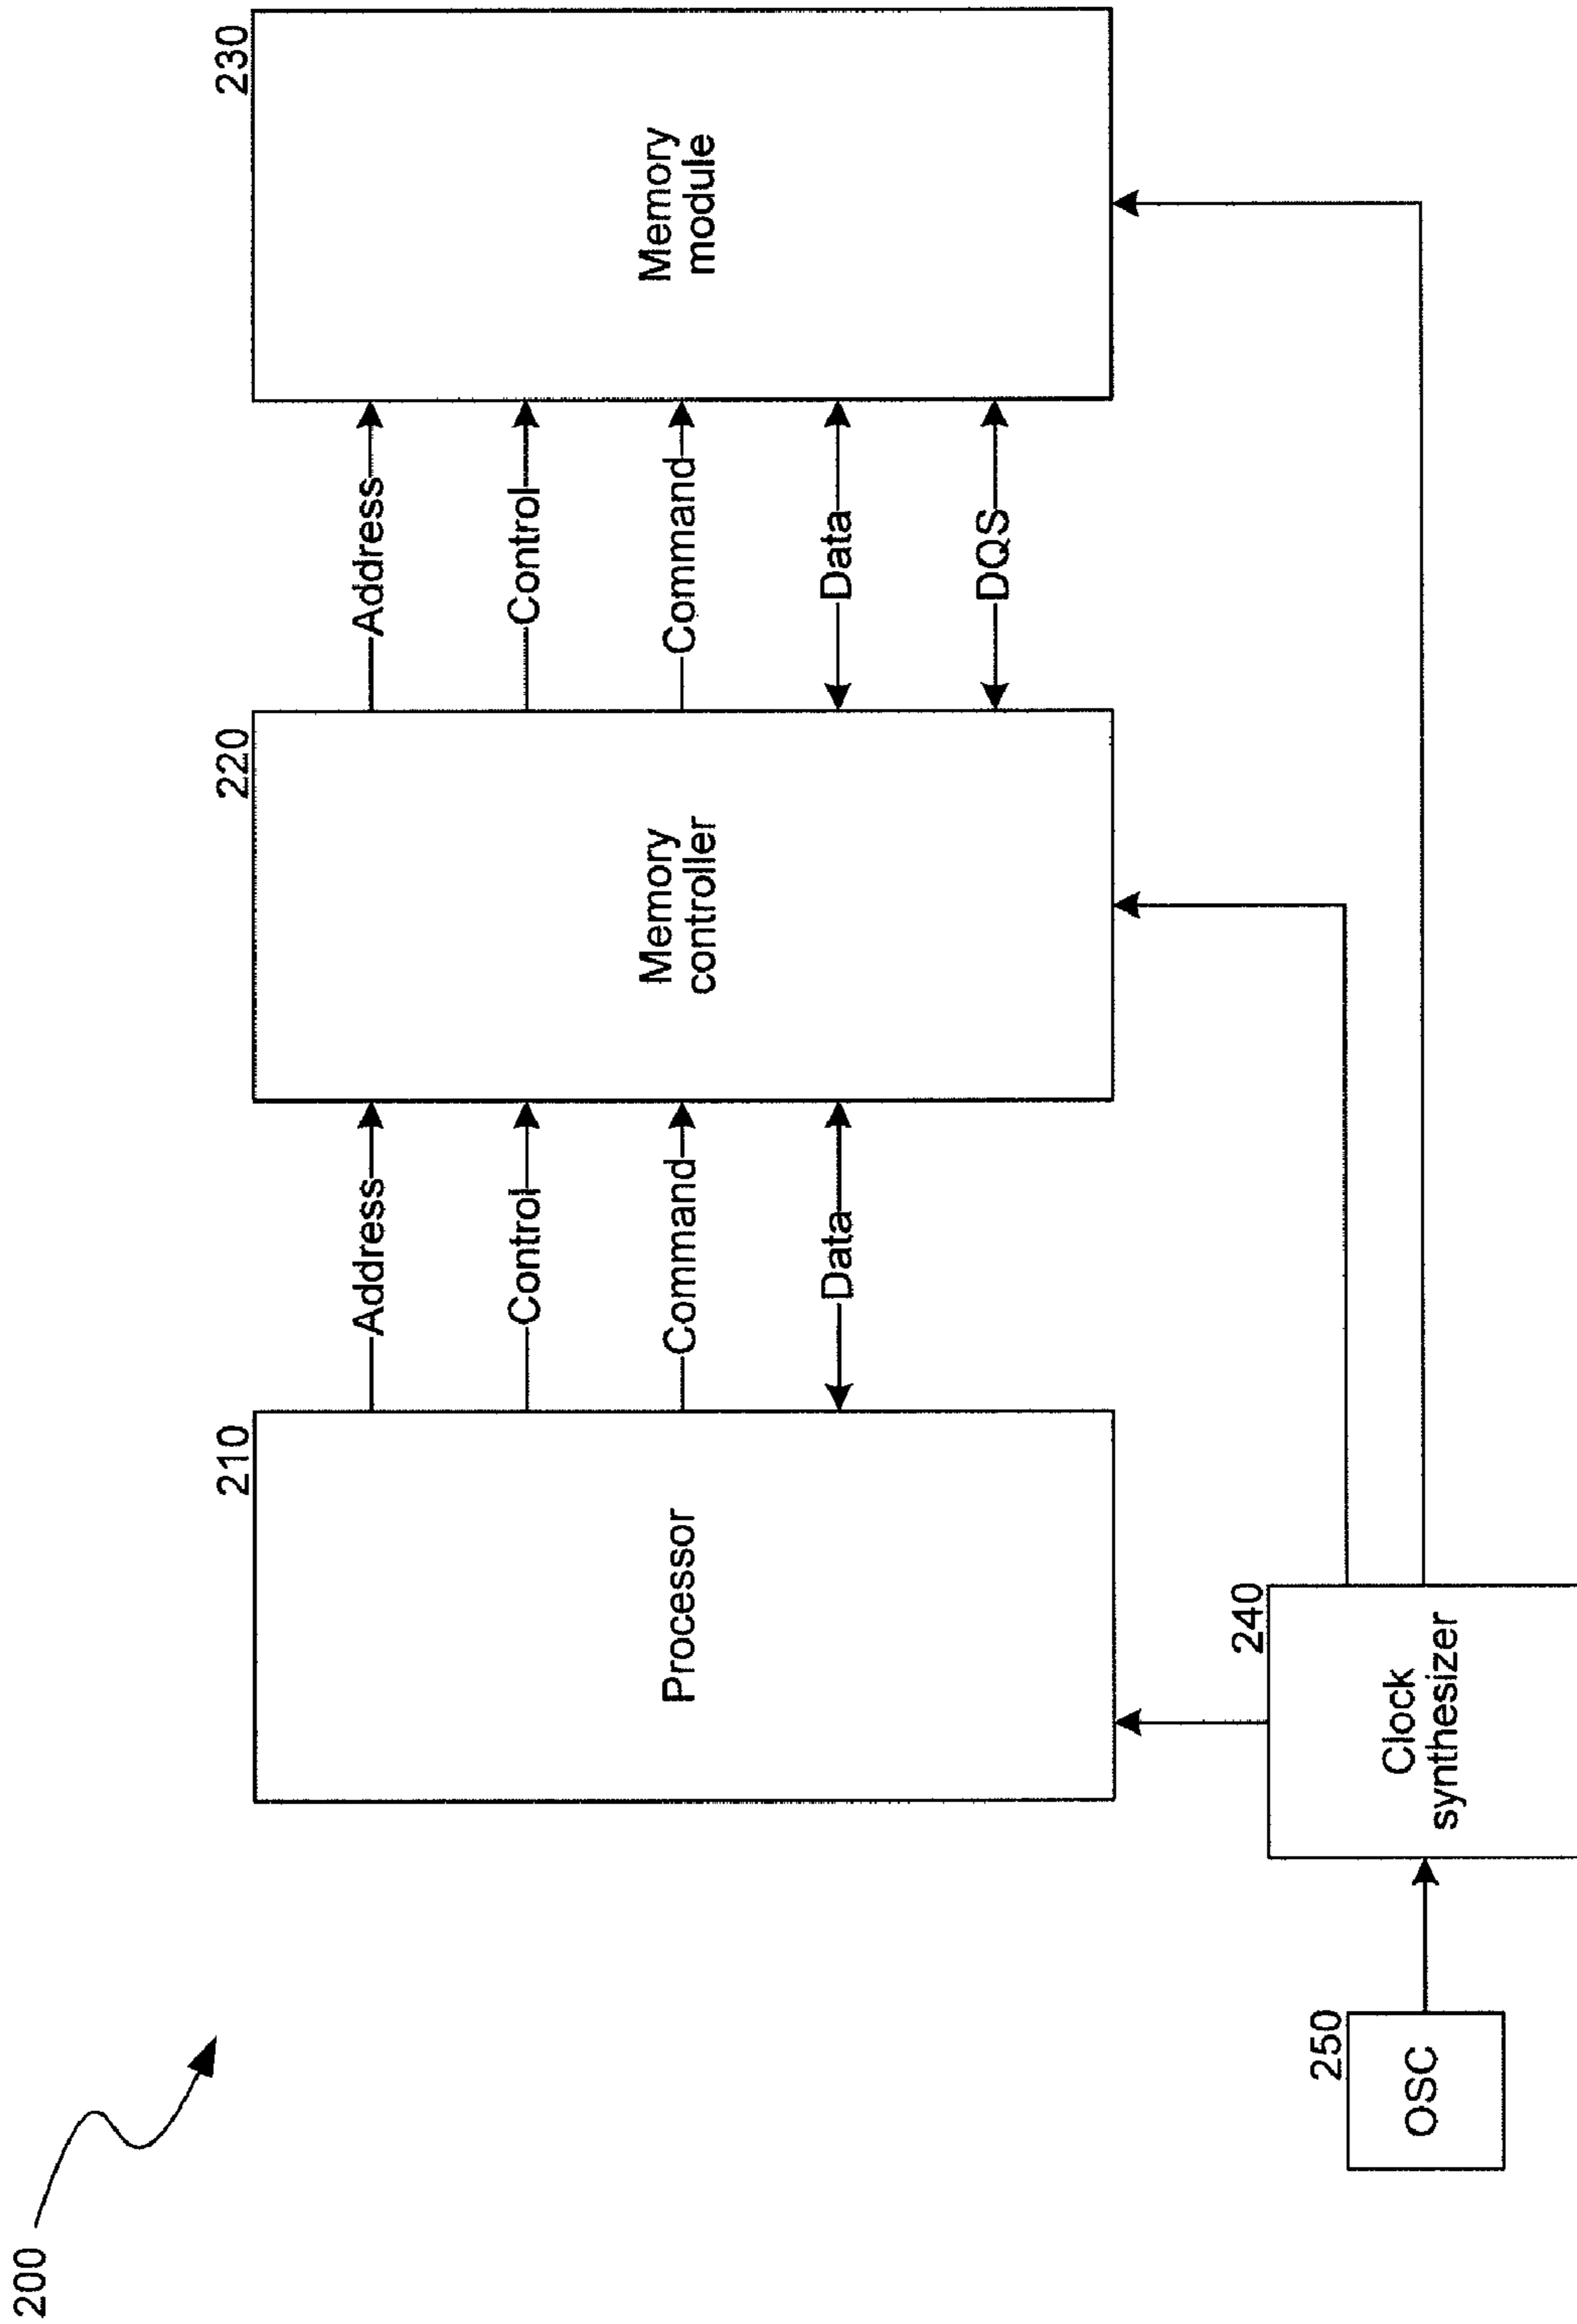 200
210
Processor
Address
Control
Command
Data
220
Memory
controller
Address
Control
Command
Data
DQS
230
Memory
module
250
OSC
240
Clock
synthesizer